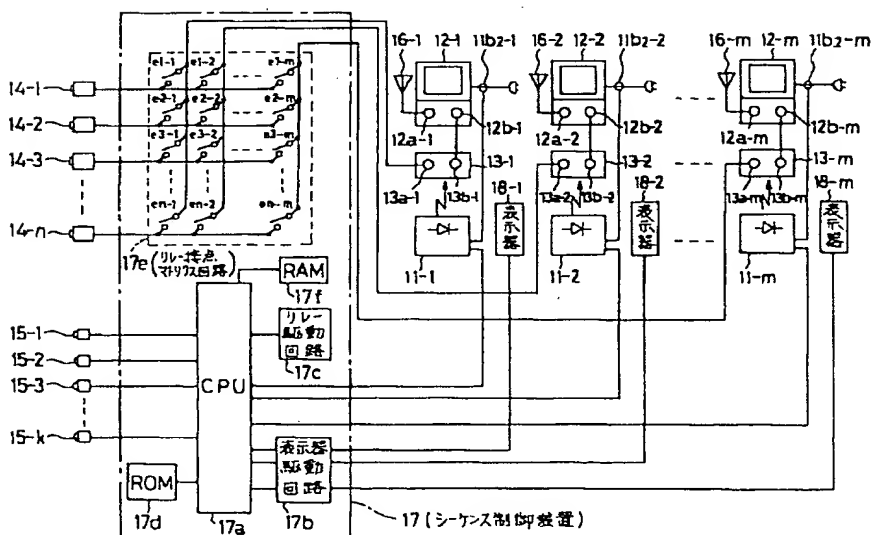 16-1 12-1 11b₂-1 16-2 12-2 11b₂-2 16-m 12-m 11b₂-m
e1-1 e1-2 e1-m
14-1
e2-1 e2-2 e2-m
14-2
e3-1 e3-2 e3-m
14-3
12a-1 12b-1 12a-2 12b-2 12a-m 12b-m
13-1 13-2 13-m
13a-1 13b-1 18-1 13a-2 13b-2 18-2 13a-m 13b-m 18-m
en-1 en-2 en-m
14-n
表示器 表示器 表示器
11-1 11-2 11-m
17e (リレー接点マトリクス回路)
RAM
17f
15-1
15-2
15-3
15-k
リレー駆動回路
17c
CPU
表示器駆動回路
17b
ROM
17d
17a
17 (シーケンス制御装置)